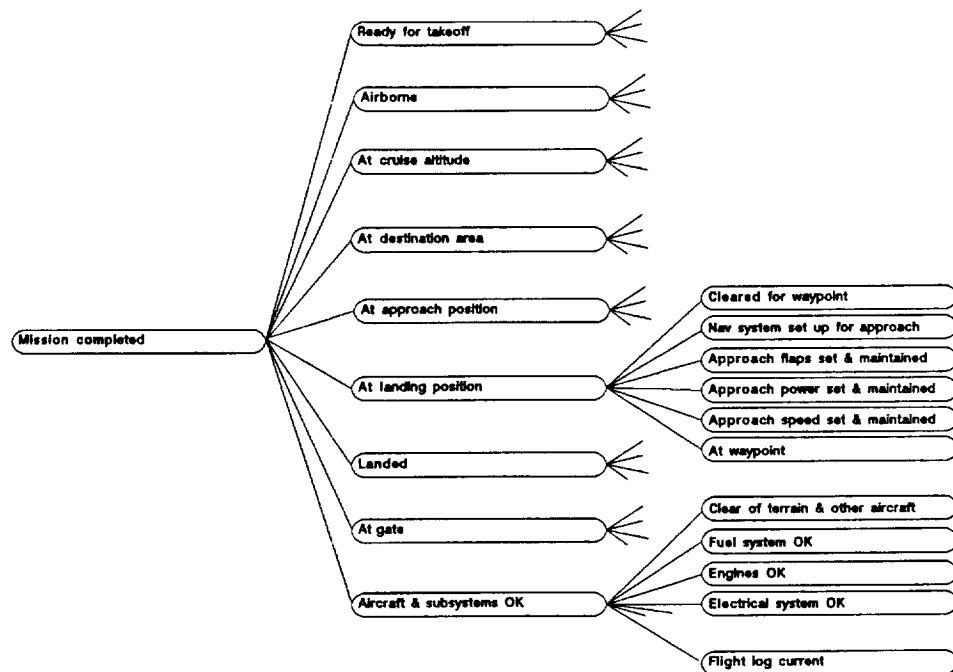 Ready for takeoff
Airborne
At cruise altitude
At destination area
At approach position
Mission completed
At landing position
Landed
At gate
Aircraft & subsystems OK
Cleared for waypoint
Nav system set up for approach
Approach flaps set & maintained
Approach power set & maintained
Approach speed set & maintained
At waypoint
Clear of terrain & other aircraft
Fuel system OK
Engines OK
Electrical system OK
Flight log current